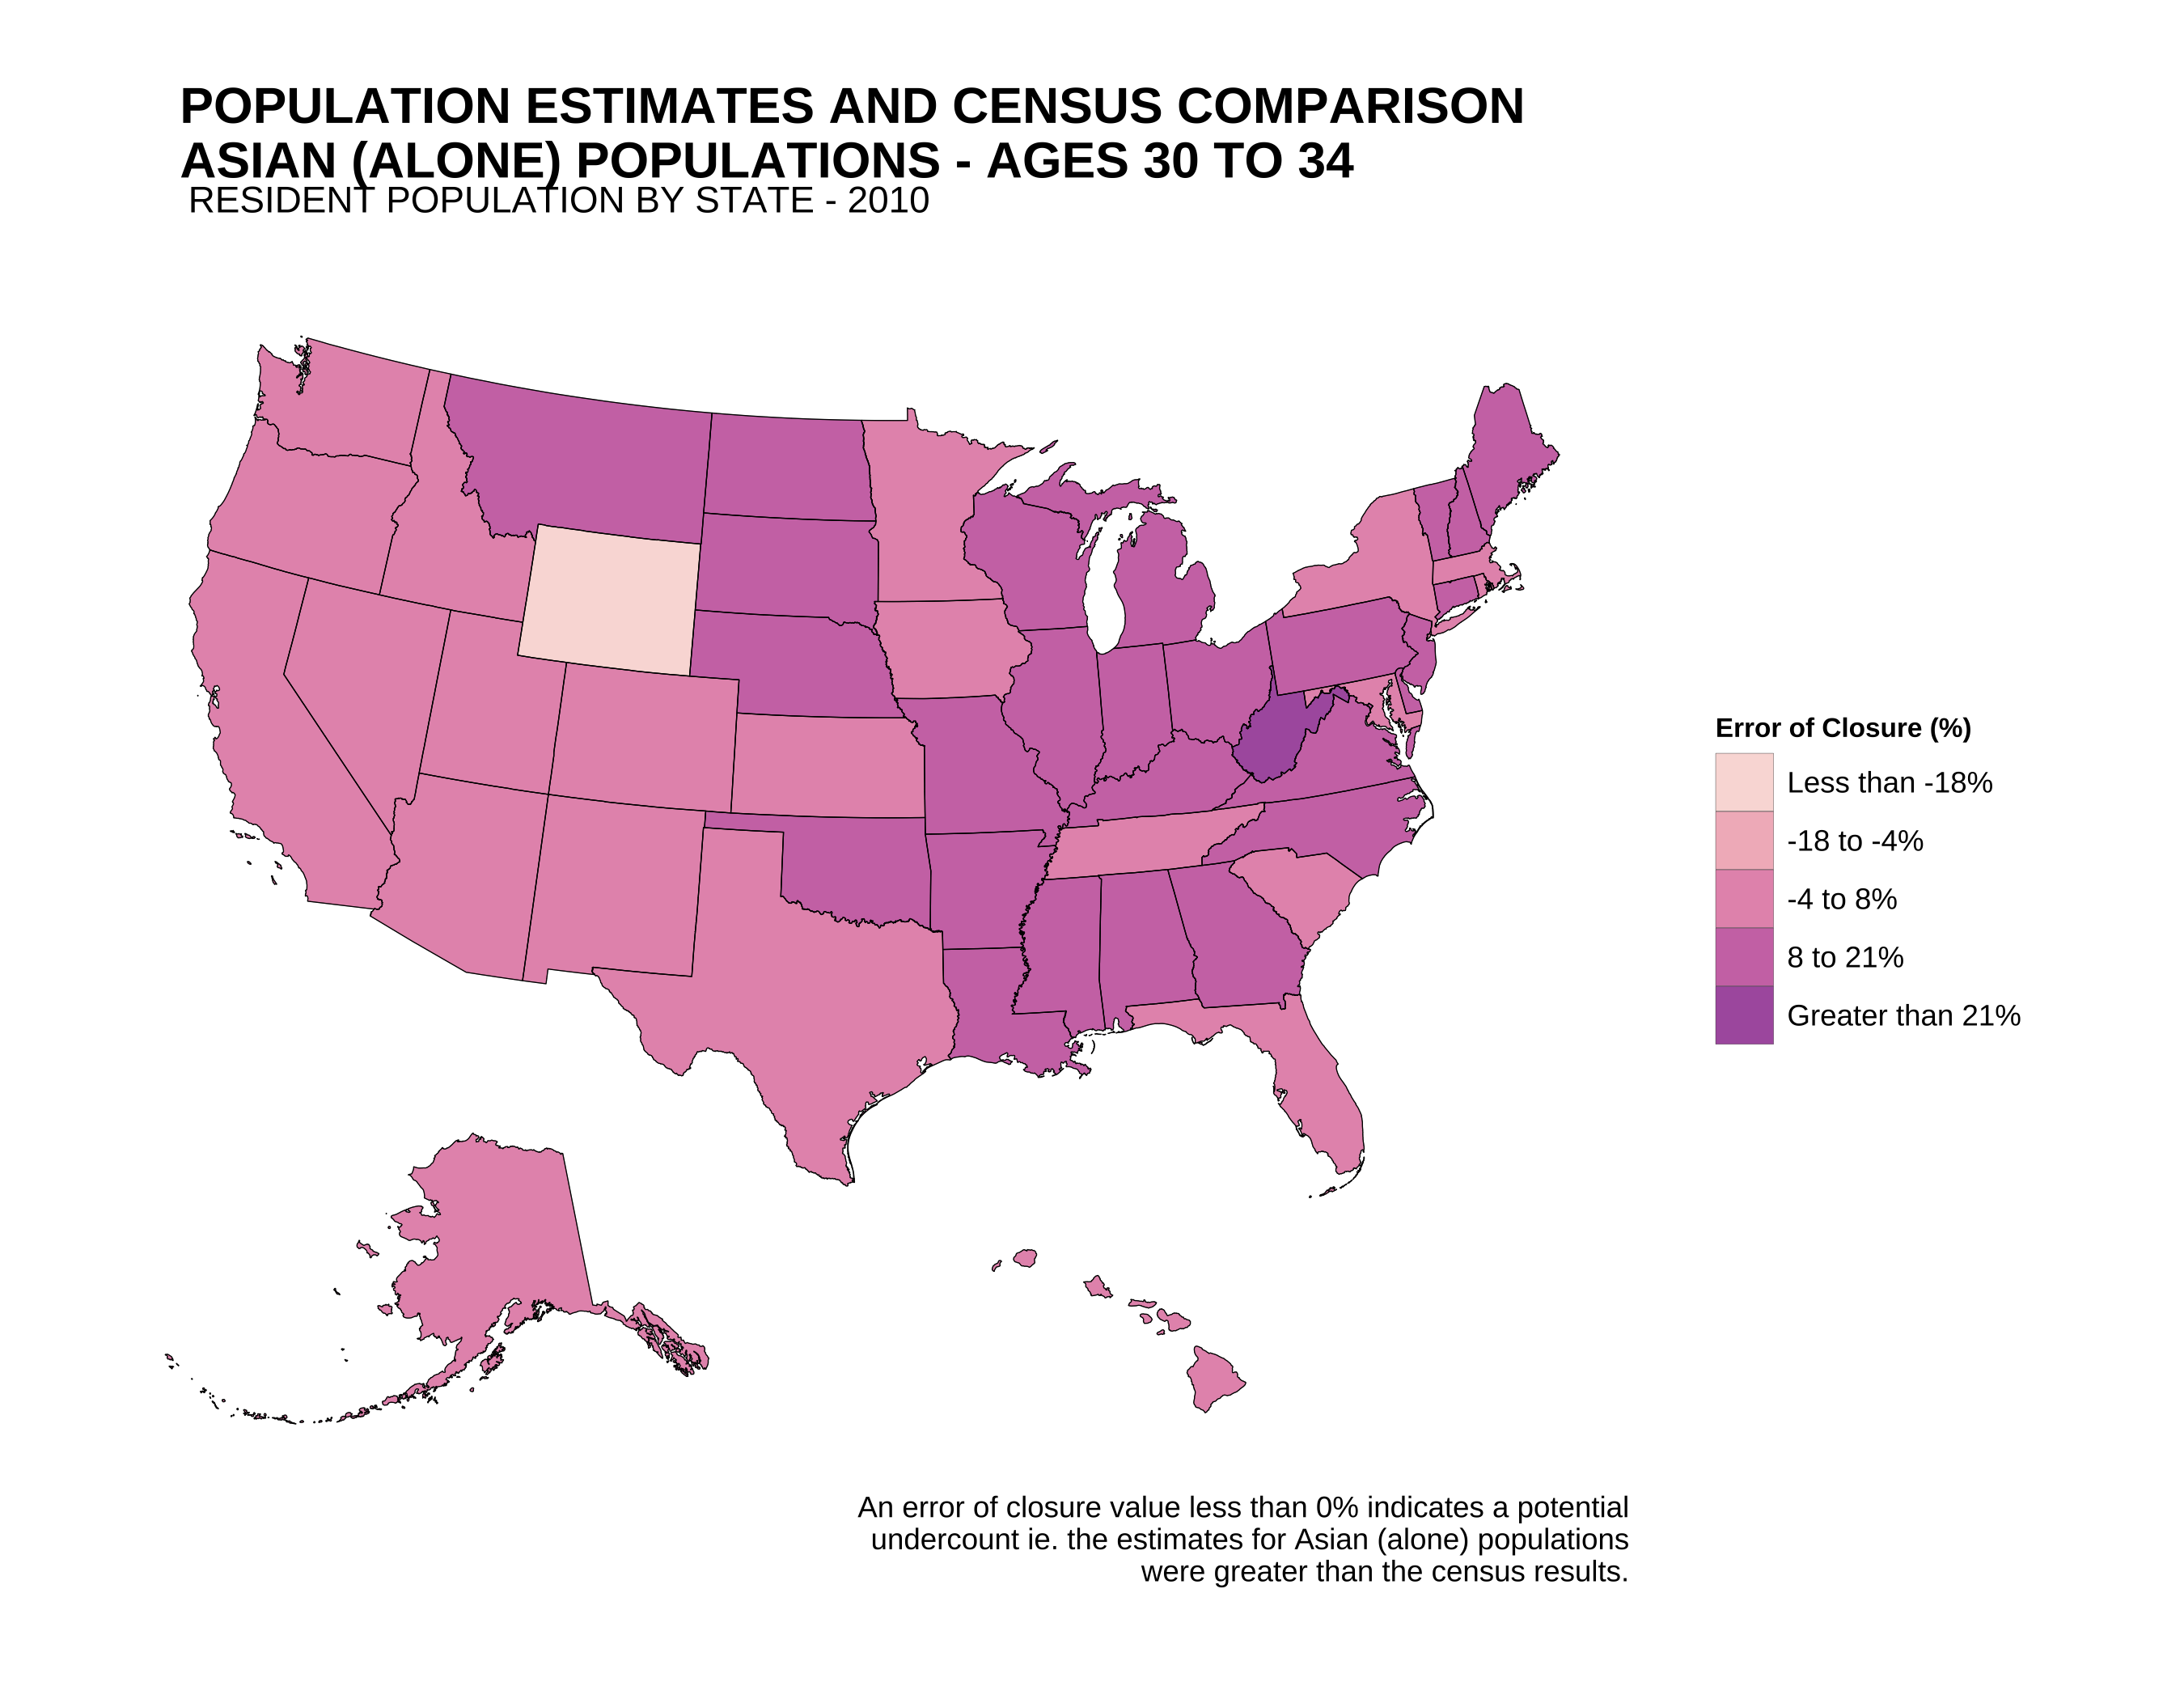 POPULATION ESTIMATES AND CENSUS COMPARISON
ASIAN (ALONE) POPULATIONS - AGES 30 TO 34
RESIDENT POPULATION BY STATE - 2010
Error of Closure (%)
Less than -18%
-18 to -4%
-4 to 8%
8 to 21%
Greater than 21%
An error of closure value less than 0% indicates a potential
undercount ie. the estimates for Asian (alone) populations
were greater than the census results.